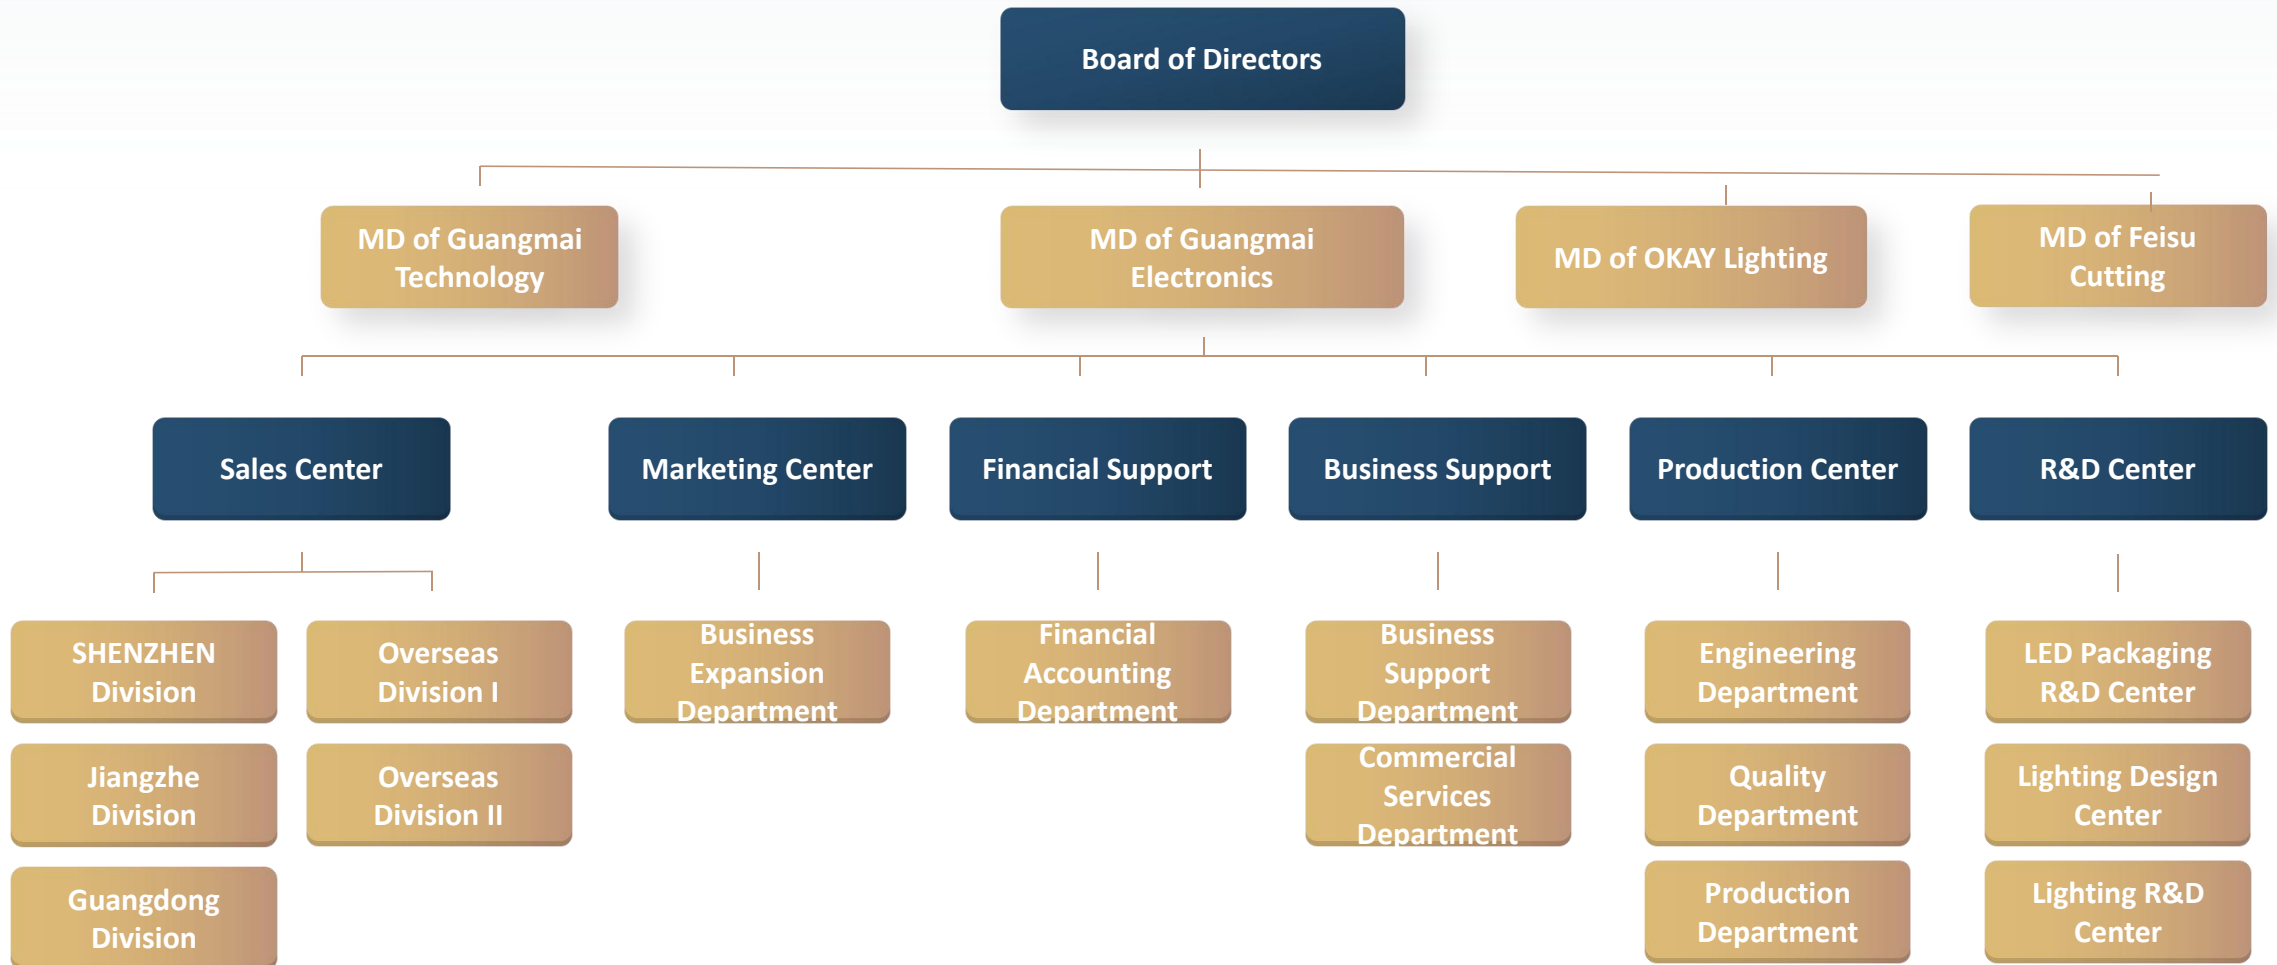 Board of Directors
MD of Guangmai
Technology
MD of Guangmai
Electronics
MD of OKAY Lighting
MD of Feisu
Cutting
Sales Center
Marketing Center
Financial Support
Business Support
Production Center
R&D Center
SHENZHEN
Division
Overseas
Division I
Business
Expansion
Department
Financial
Accounting
Department
Business
Support
Department
Engineering
Department
LED Packaging
R&D Center
Jiangzhe
Division
Overseas
Division II
Commercial
Services
Department
Quality
Department
Lighting Design
Center
Guangdong
Division
Production
Department
Lighting R&D
Center